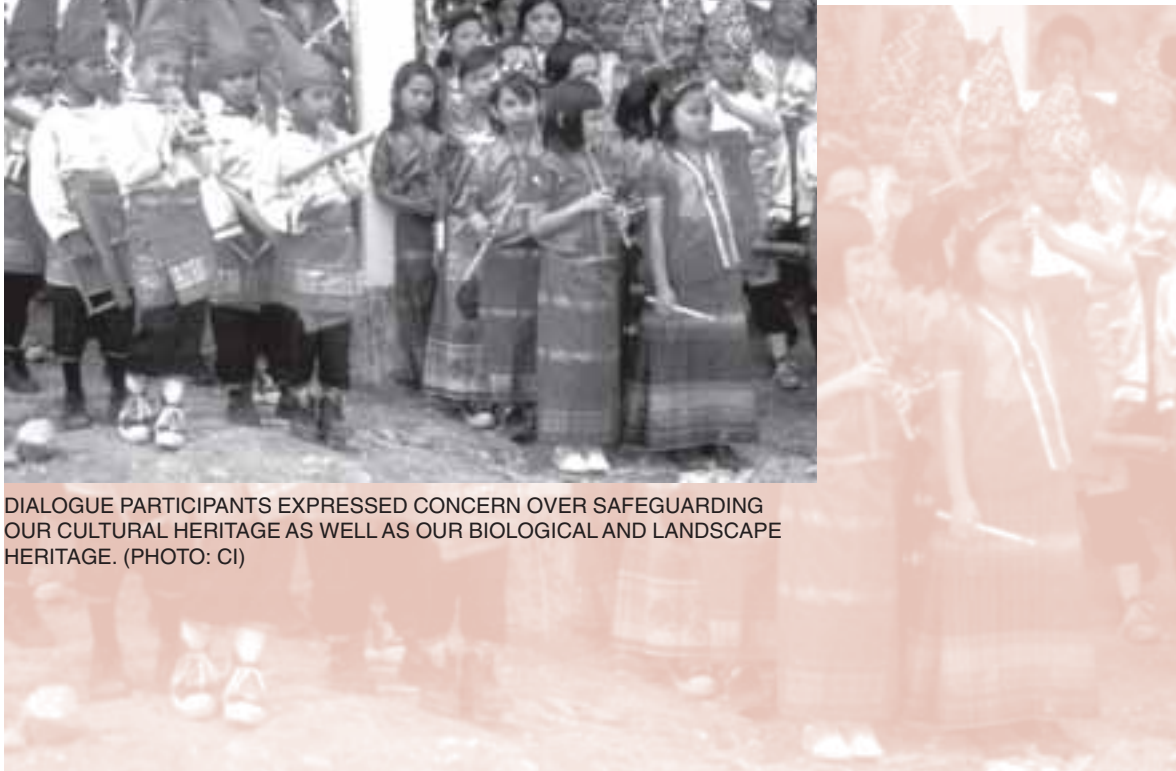 DIALOGUE PARTICIPANTS EXPRESSED CONCERN OVER SAFEGUARDING
OUR CULTURAL HERITAGE AS WELL AS OUR BIOLOGICAL AND LANDSCAPE
HERITAGE. (PHOTO: CI)